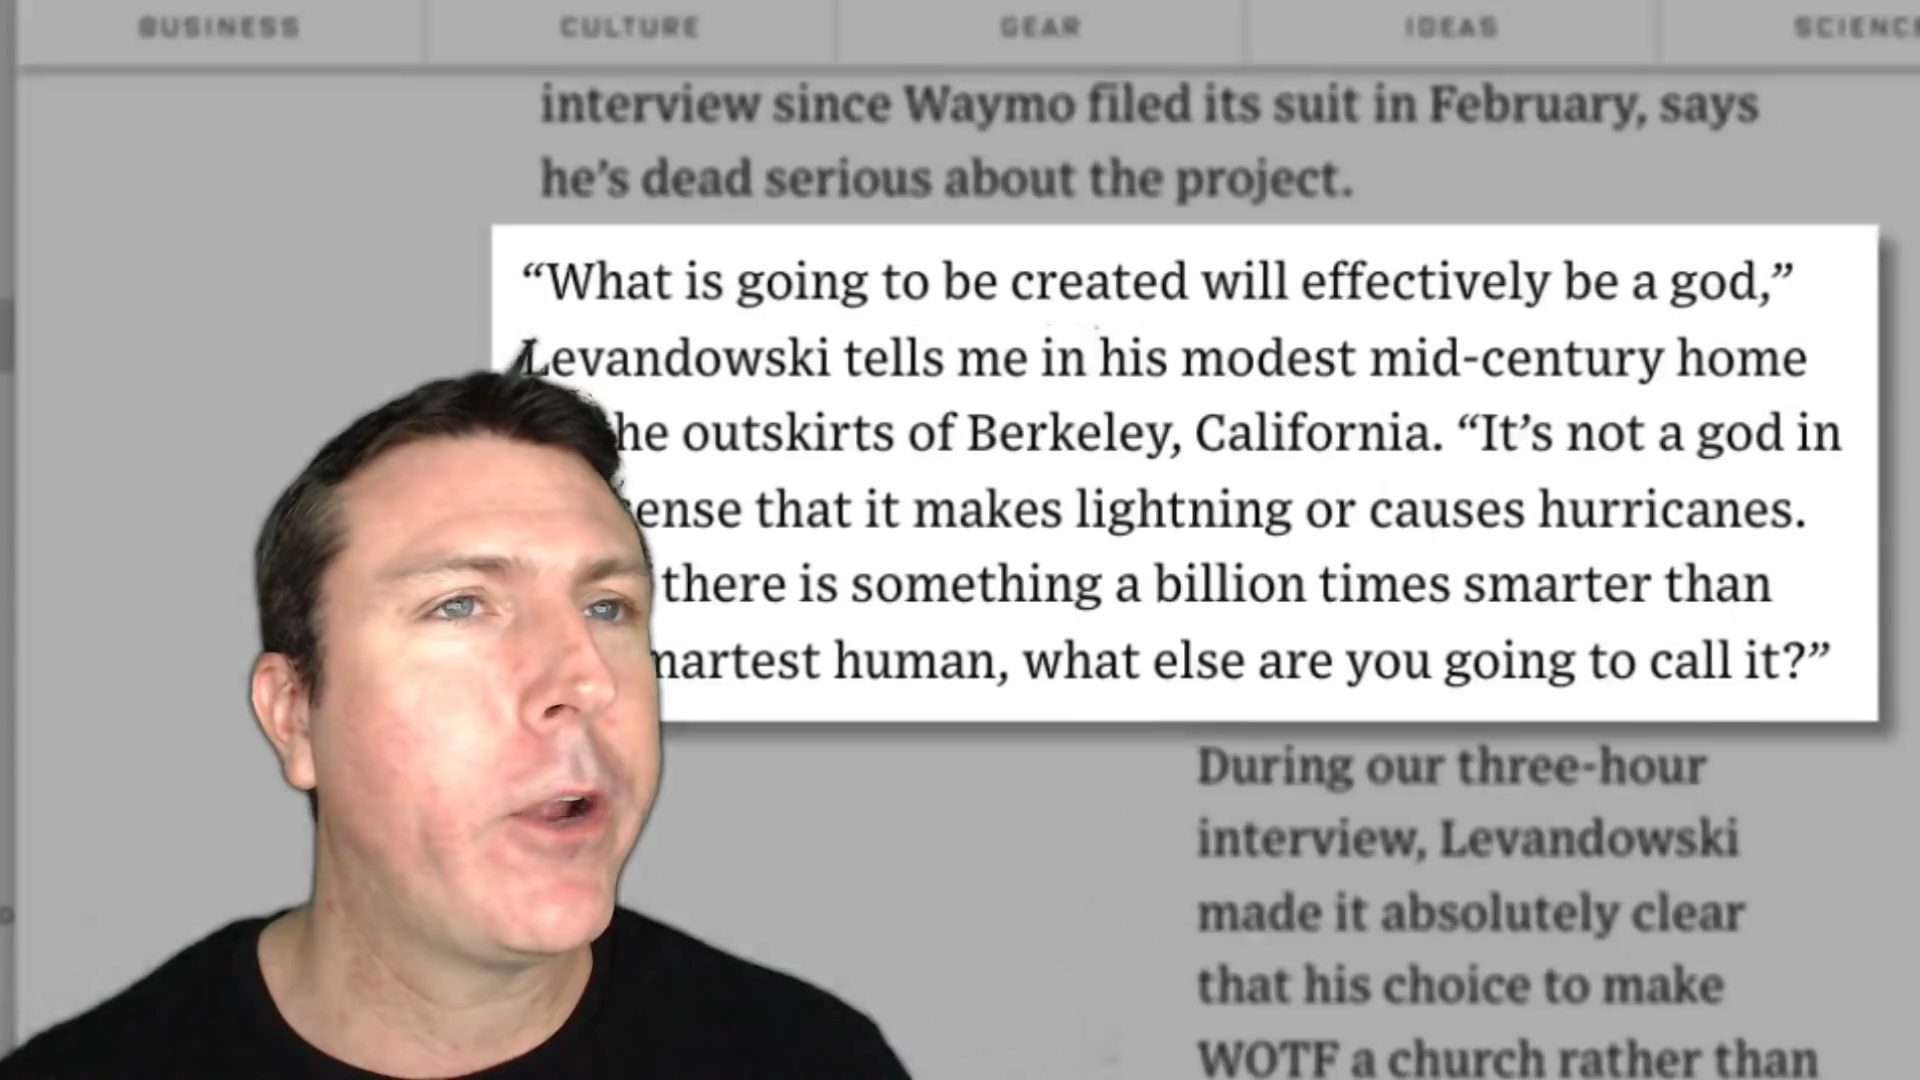 BUSINESS CULTURE GEAR IDEAS SCIENCE
interview since Waymo filed its suit in February, says
he’s dead serious about the project.
“What is going to be created will effectively be a god,”
Levandowski tells me in his modest mid-century home
he outskirts of Berkeley, California. “It’s not a god in
ense that it makes lightning or causes hurricanes.
there is something a billion times smarter than
martest human, what else are you going to call it?”
During our three-hour
interview, Levandowski
made it absolutely clear
that his choice to make
WOTF a church rather than